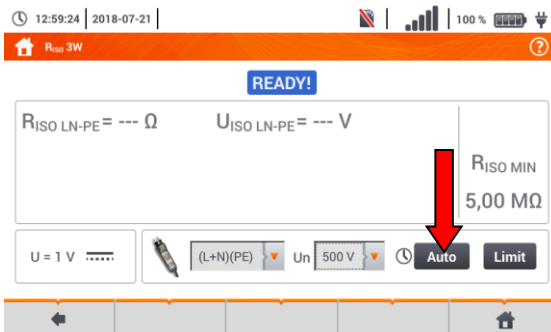 12:59:24 2018-07-21 100 %
RISO 3W ?
READY!
RISO LN-PE= --- Ω UISO LN-PE= --- V
RISO MIN
5,00 MΩ
U = 1 V (L+N)(PE) Un 500 V Auto Limit